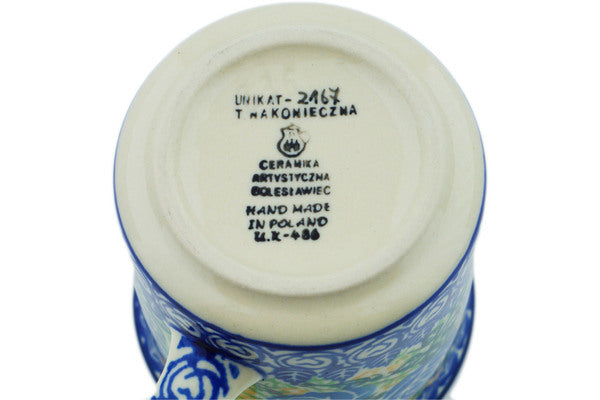 UNIKAT-2167
T NAKONIECZNA
CERAMIKA
ARTYSTYCZNA
BOLESŁAWIEC
HAND MADE
IN POLAND
U.K-486